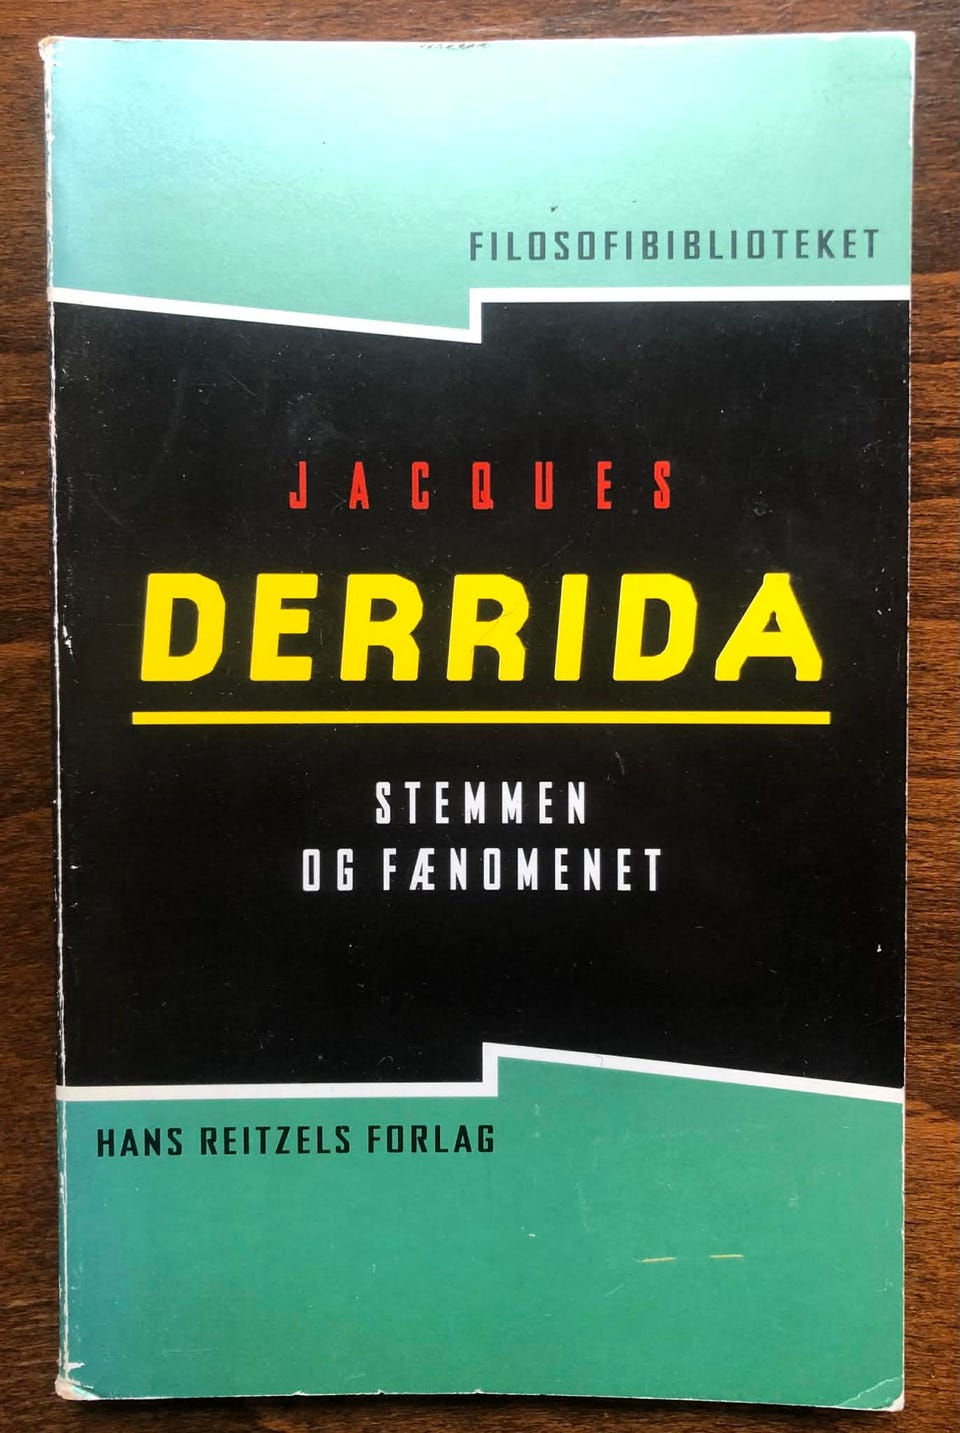 FILOSOFIBIBLIOTEKET
JACQUES
DERRIDA
STEMMEN
OG FÆNOMENET
HANS REITZELS FORLAG